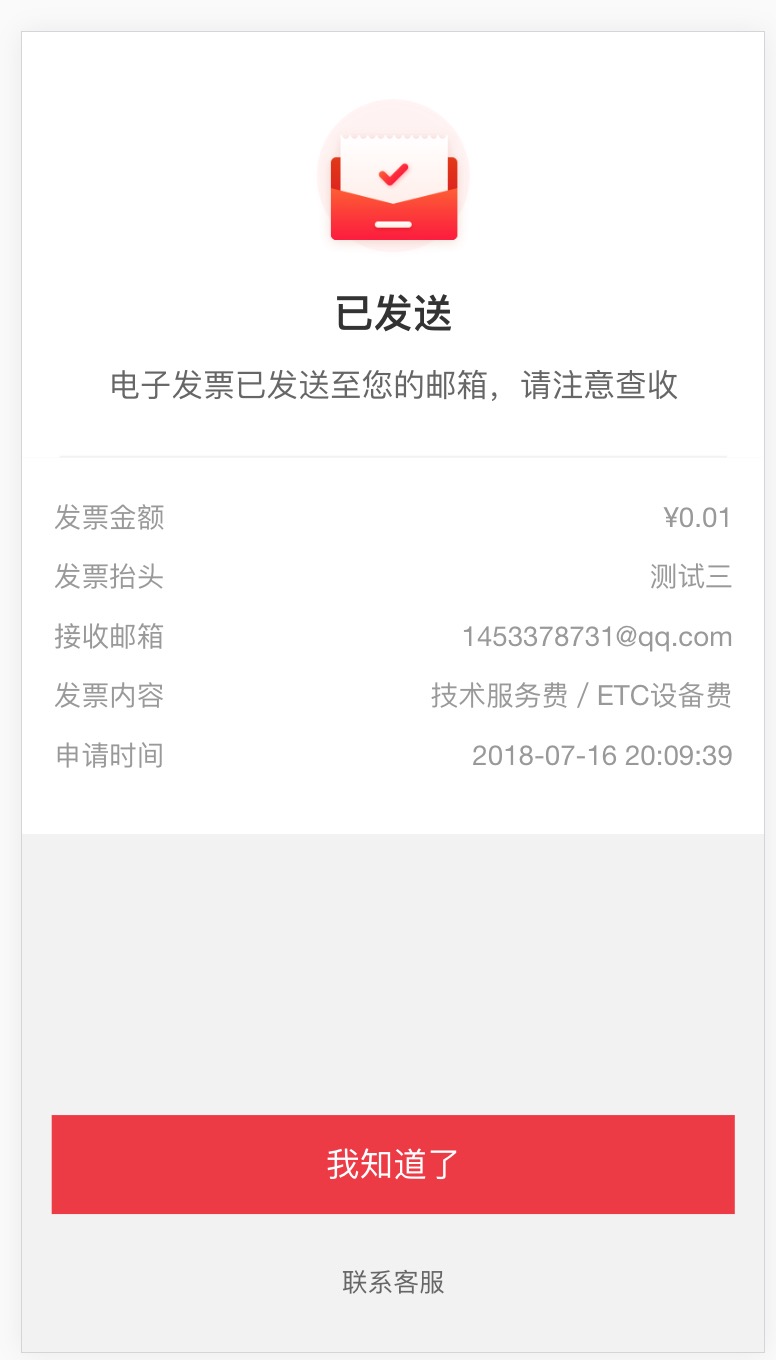 已发送
电子发票已发送至您的邮箱，请注意查收
发票金额 ¥0.01
发票抬头 测试三
接收邮箱 1453378731@qq.com
发票内容 技术服务费 / ETC设备费
申请时间 2018-07-16 20:09:39
我知道了
联系客服